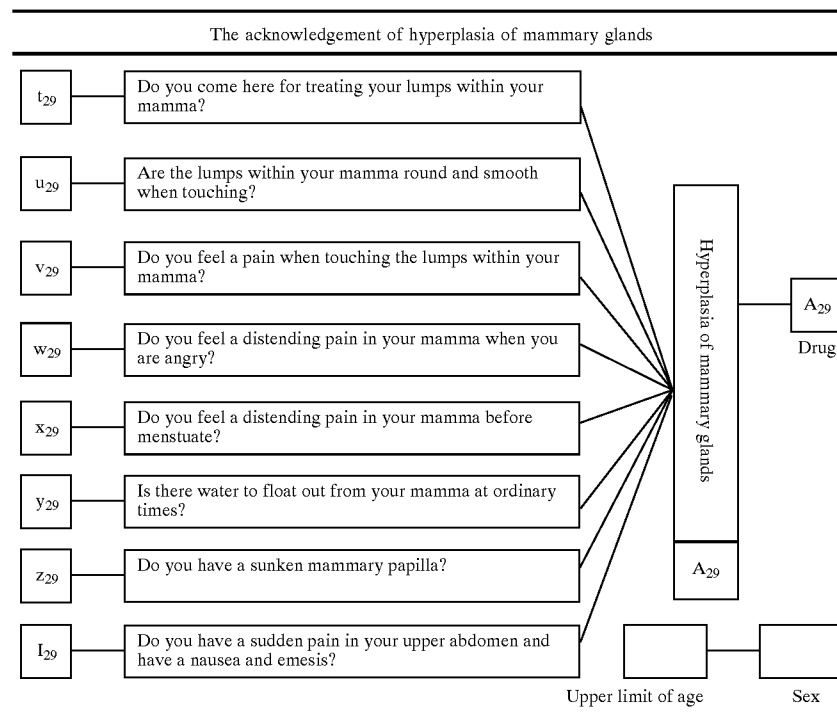 The acknowledgement of hyperplasia of mammary glands
t29
Do you come here for treating your lumps within your
mamma?
u29
Are the lumps within your mamma round and smooth
when touching?
v29
Do you feel a pain when touching the lumps within your
mamma?
w29
Do you feel a distending pain in your mamma when you
are angry?
x29
Do you feel a distending pain in your mamma before
menstuate?
y29
Is there water to float out from your mamma at ordinary
times?
z29
Do you have a sunken mammary papilla?
I29
Do you have a sudden pain in your upper abdomen and
have a nausea and emesis?
Hyperplasia of mammary glands
A29
A29
Drug
Upper limit of age
Sex